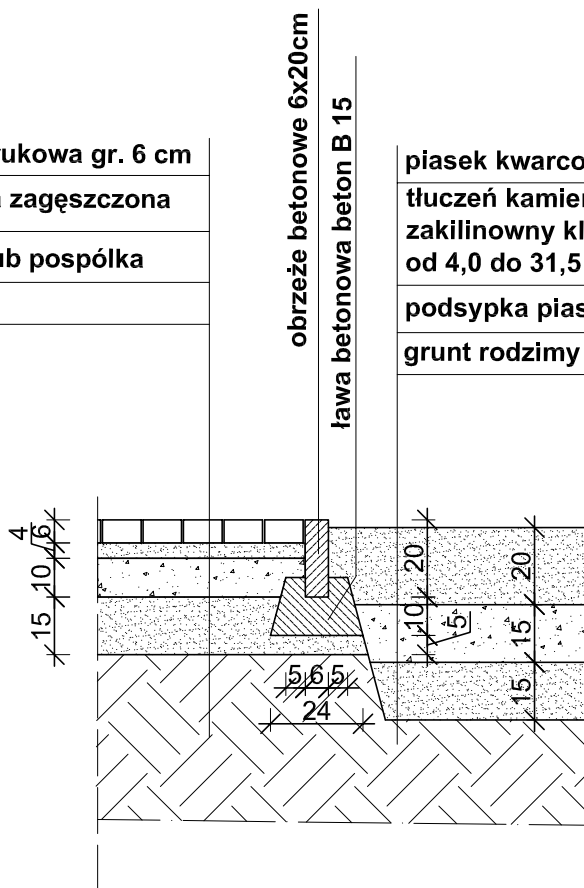 ukowa gr. 6 cm
zagęszczona
ub pospólka
obrzeże betonowe 6x20cm
ława betonowa beton B 15
piasek kwarco
tłuczeń kamien
zakilinowny kl
od 4,0 do 31,5
podsypka pias
grunt rodzimy
4
6
10
15
20
10
5
20
15
15
5 6 5
24